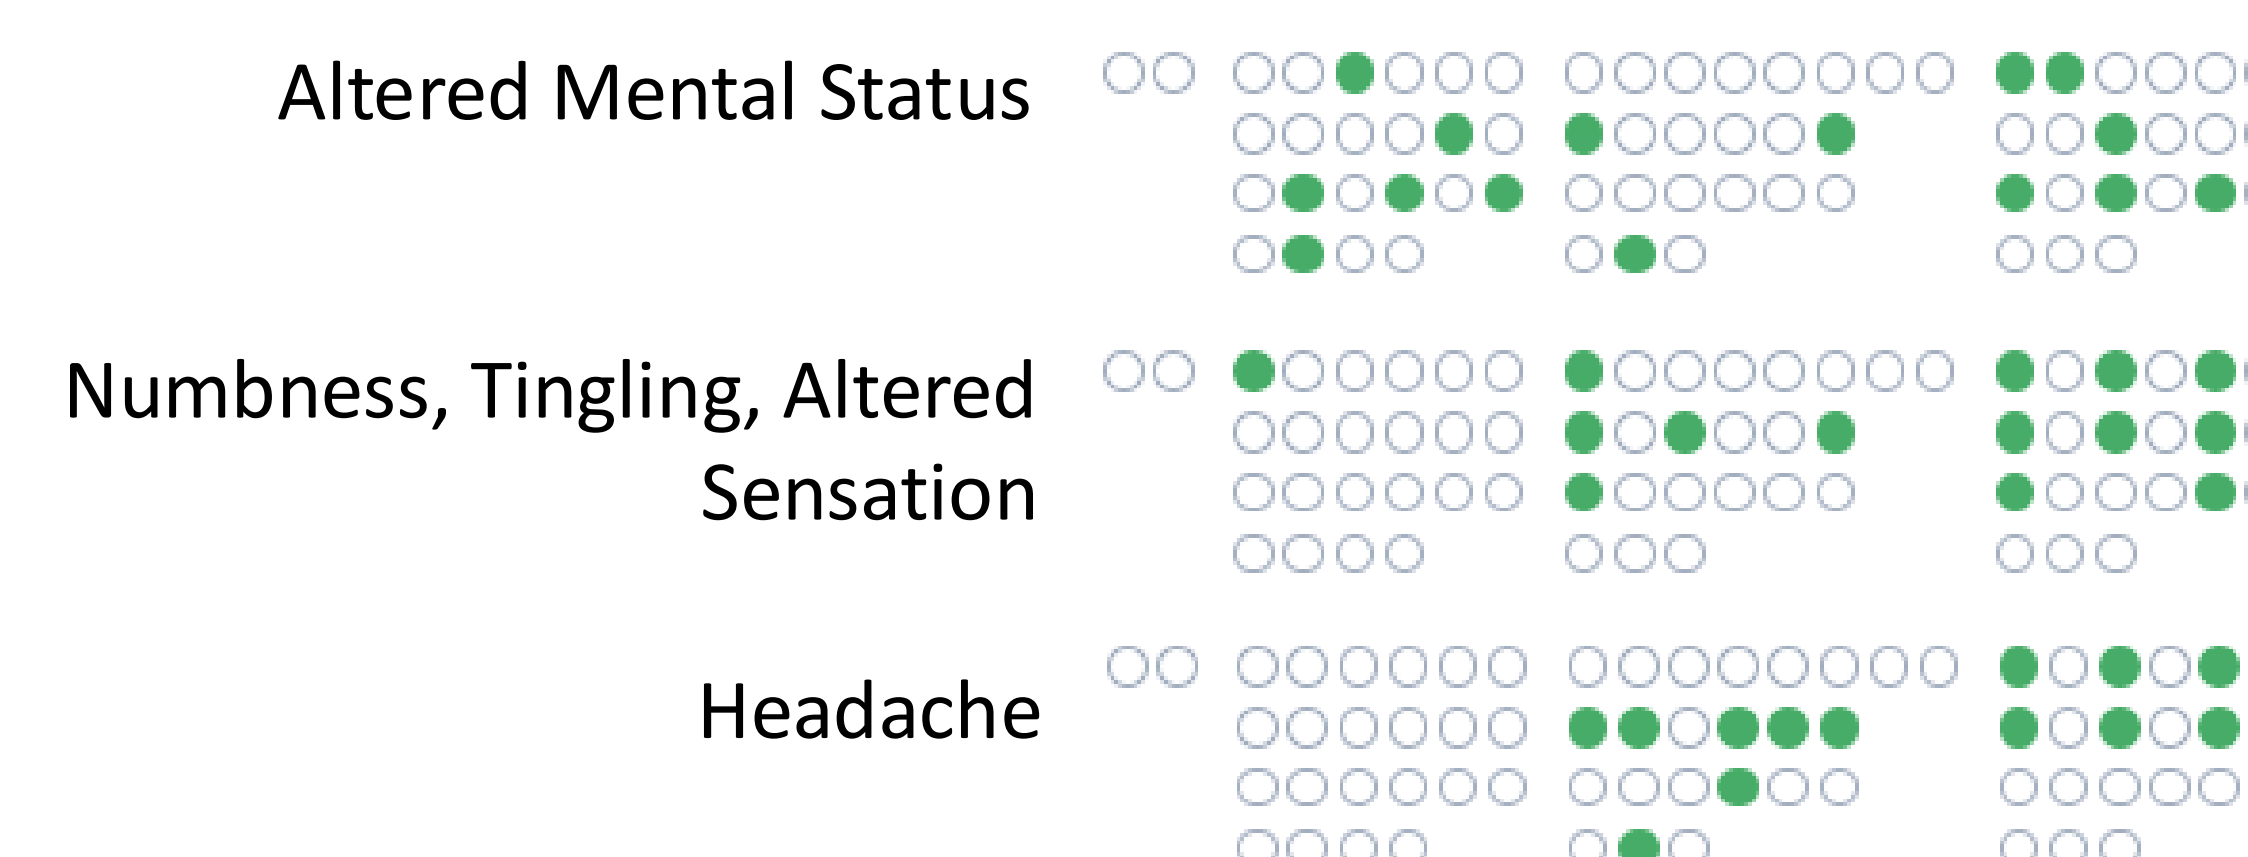 Altered Mental Status
Numbness, Tingling, Altered
Sensation
Headache